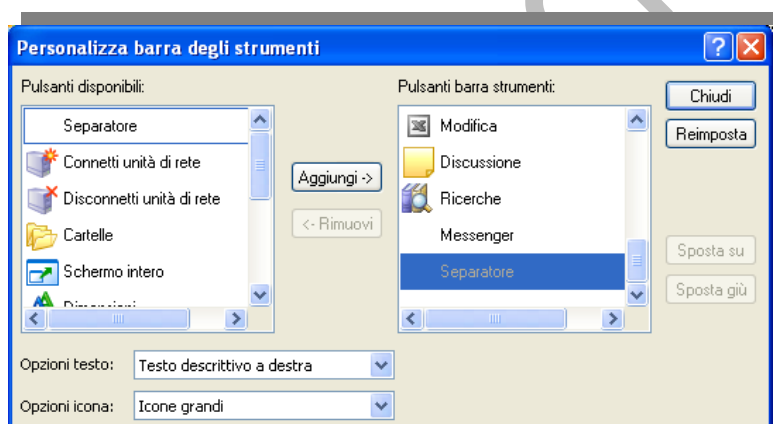 Personalizza barra degli strumenti
Pulsanti disponibili:
Separatore
Connetti unità di rete
Disconnetti unità di rete
Cartelle
Schermo intero
Dimensioni
Aggiungi ->
<- Rimuovi
Pulsanti barra strumenti:
Modifica
Discussione
Ricerche
Messenger
Separatore
Chiudi
Reimposta
Sposta su
Sposta giù
Opzioni testo: Testo descrittivo a destra
Opzioni icona: Icone grandi